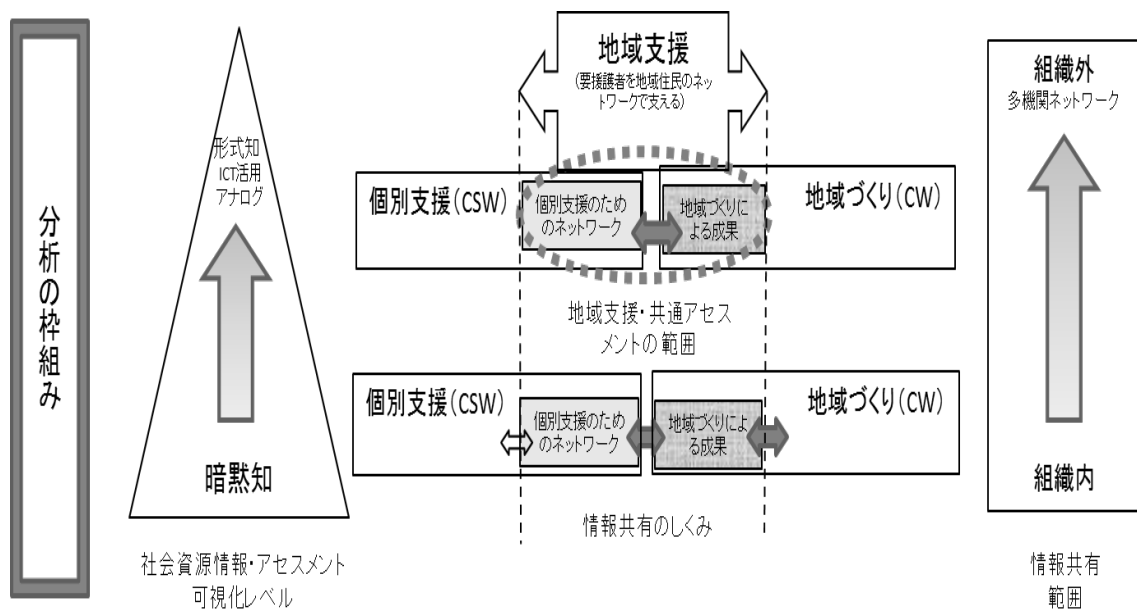 分析の枠組み
形式知
ICT活用
アナログ
暗黙知
社会資源情報・アセスメント
可視化レベル
地域支援
(要援護者を地域住民のネッ
トワークで支える)
個別支援(CSW)
個別支援のため
のネットワーク
地域づくりに
よる成果
地域づくり(CW)
地域支援・共通アセス
メントの範囲
個別支援(CSW)
個別支援のため
のネットワーク
地域づくりによ
る成果
地域づくり(CW)
情報共有のしくみ
組織外
多機関ネットワーク
組織内
情報共有
範囲